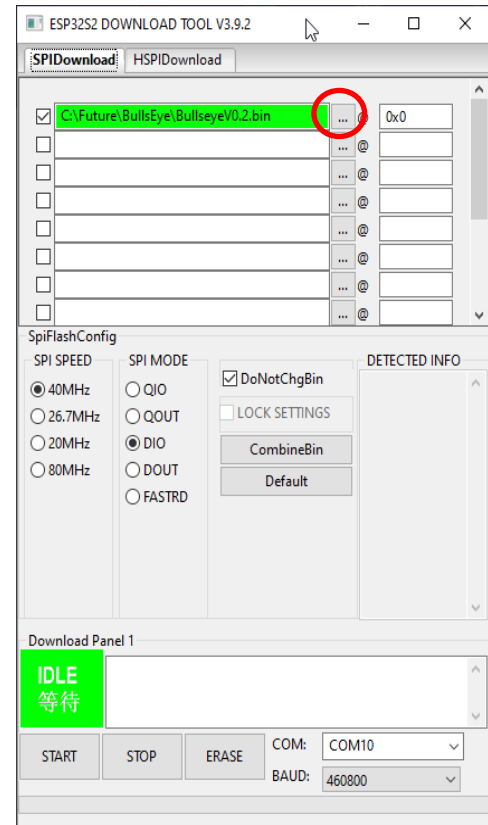 ESP32S2 DOWNLOAD TOOL V3.9.2
SPIDownload HSPIDownload
C:\Future\BullsEye\BullseyeV0.2.bin ... @ 0x0
... @
... @
... @
... @
... @
... @
... @
SpiFlashConfig
SPI SPEED SPI MODE DETECTED INFO
40MHz QIO DoNotChgBin
26.7MHz QOUT LOCK SETTINGS
20MHz DIO CombineBin
80MHz DOUT Default
FASTRD
Download Panel 1
IDLE
等待
START STOP ERASE COM: COM10
BAUD: 460800